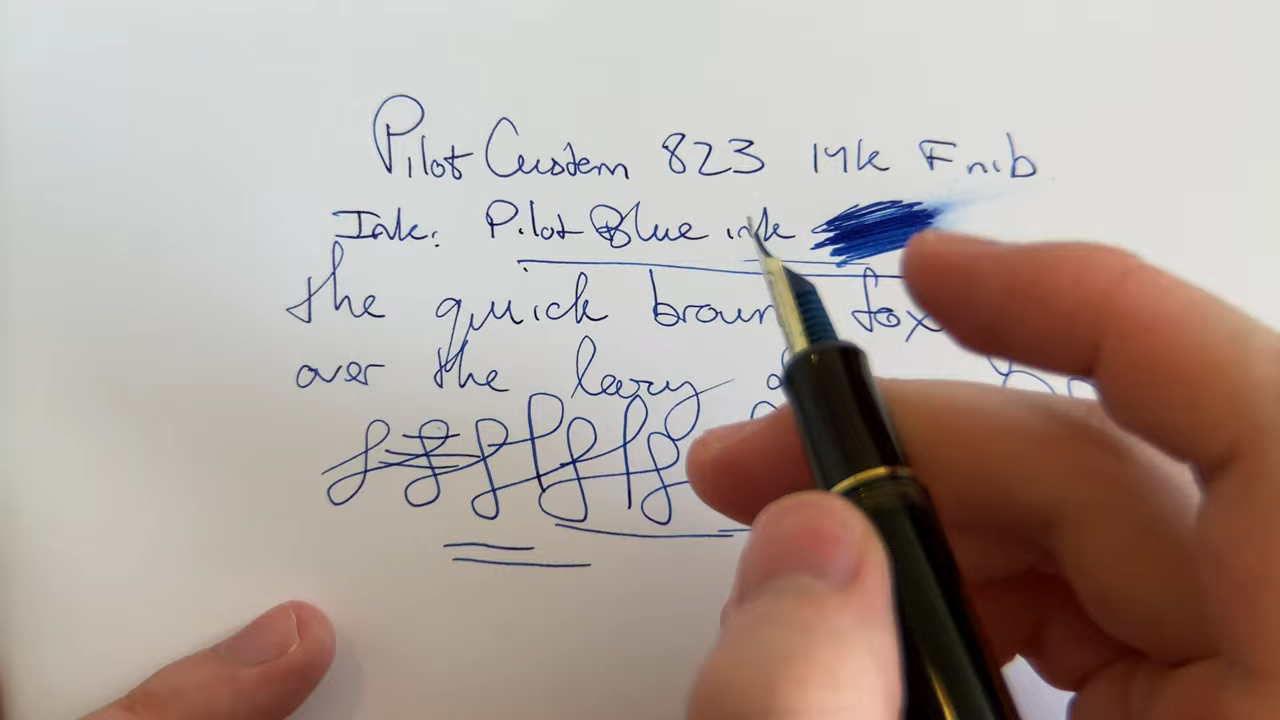 Pilot Custom 823 14k F nib
Ink: Pilot Blue ink
the quick brown fox
over the lazy